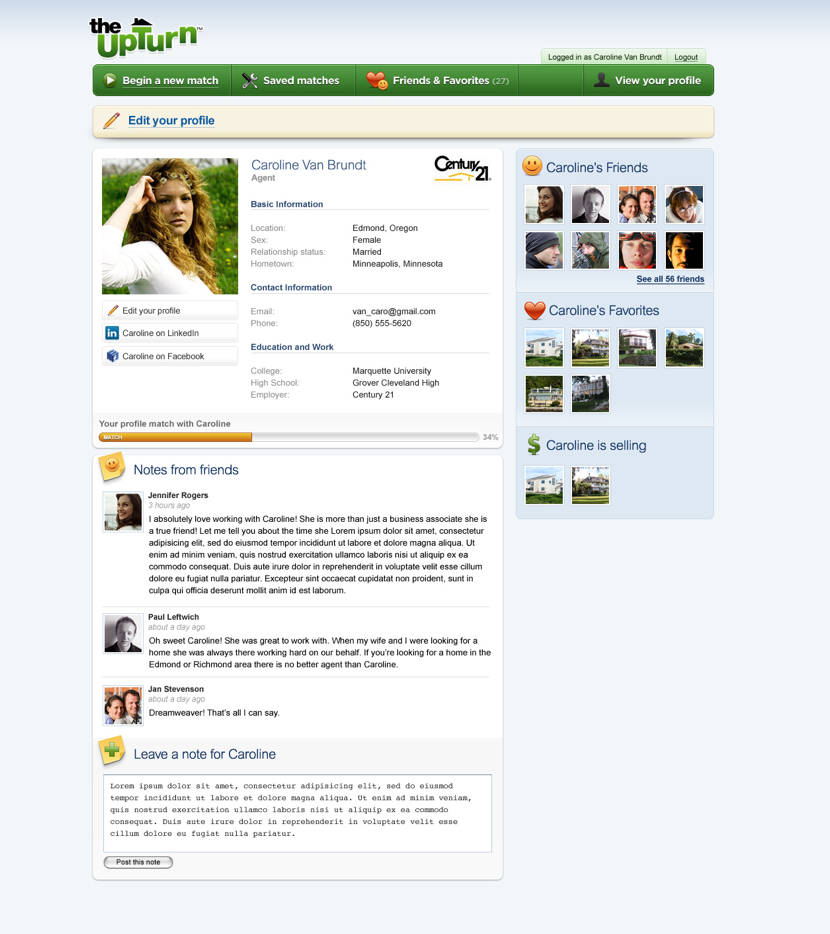 the
UpTurn™
Logged in as Caroline Van Brundt Logout
Begin a new match Saved matches Friends & Favorites (27) View your profile
Edit your profile
Caroline Van Brundt
Agent
Century 21
Basic Information
Location: Edmond, Oregon
Sex: Female
Relationship status: Married
Hometown: Minneapolis, Minnesota
Contact Information
Email: van_caro@gmail.com
Phone: (850) 555-5620
Education and Work
College: Marquette University
High School: Grover Cleveland High
Employer: Century 21
Edit your profile
in Caroline on LinkedIn
Caroline on Facebook
Your profile match with Caroline
MATCH 34%
Notes from friends
Jennifer Rogers
3 hours ago
I absolutely love working with Caroline! She is more than just a business associate she is
a true friend! Let me tell you about the time she Lorem ipsum dolor sit amet, consectetur
adipisicing elit, sed do eiusmod tempor incididunt ut labore et dolore magna aliqua. Ut
enim ad minim veniam, quis nostrud exercitation ullamco laboris nisi ut aliquip ex ea
commodo consequat. Duis aute irure dolor in reprehenderit in voluptate velit esse cillum
dolore eu fugiat nulla pariatur. Excepteur sint occaecat cupidatat non proident, sunt in
culpa qui officia deserunt mollit anim id est laborum.
Paul Leftwich
about a day ago
Oh sweet Caroline! She was great to work with. When my wife and I were looking for a
home she was always there working hard on our behalf. If you're looking for a home in the
Edmond or Richmond area there is no better agent than Caroline.
Jan Stevenson
about a day ago
Dreamweaver! That's all I can say.
Leave a note for Caroline
Lorem ipsum dolor sit amet, consectetur adipisicing elit, sed do eiusmod
tempor incididunt ut labore et dolore magna aliqua. Ut enim ad minim veniam,
quis nostrud exercitation ullamco laboris nisi ut aliquip ex ea commodo
consequat. Duis aute irure dolor in reprehenderit in voluptate velit esse
cillum dolore eu fugiat nulla pariatur.
Post this note
Caroline's Friends
See all 56 friends
Caroline's Favorites
$ Caroline is selling